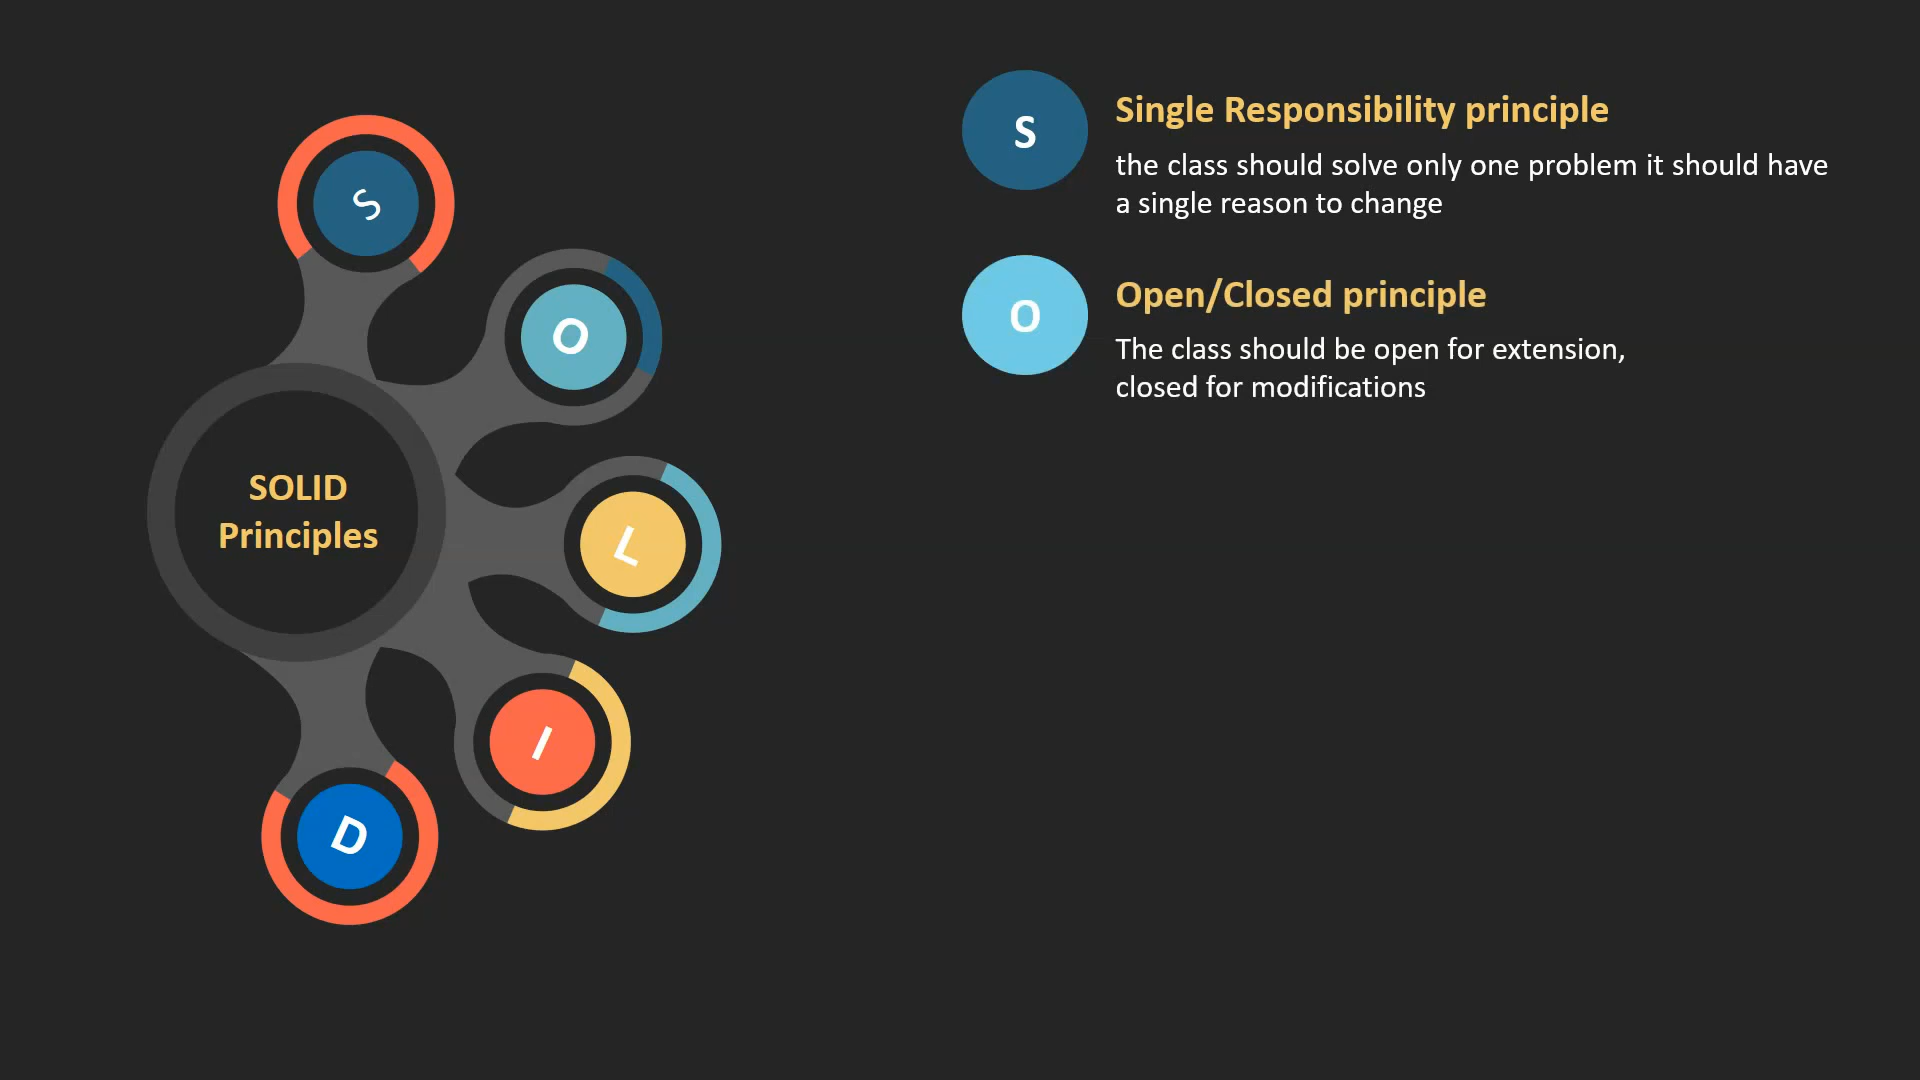 S
O
L
I
D
SOLID
Principles
S
Single Responsibility principle
the class should solve only one problem it should have
a single reason to change
O
Open/Closed principle
The class should be open for extension,
closed for modifications